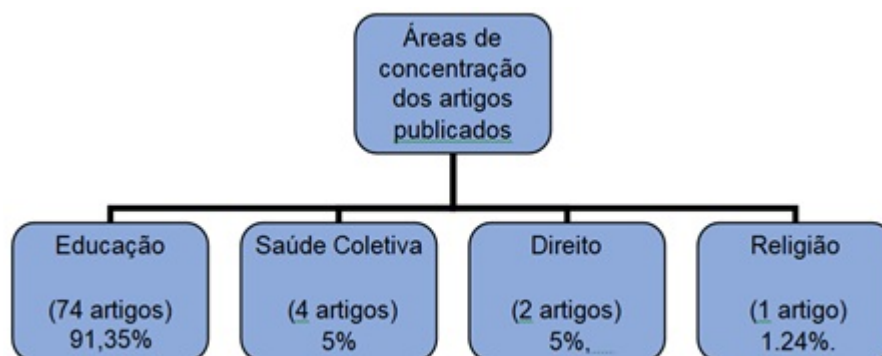 Áreas de
concentração
dos artigos
publicados
Educação
(74 artigos)
91,35%
Saúde Coletiva
(4 artigos)
5%
Direito
(2 artigos)
5%,
Religião
(1 artigo)
1.24%.